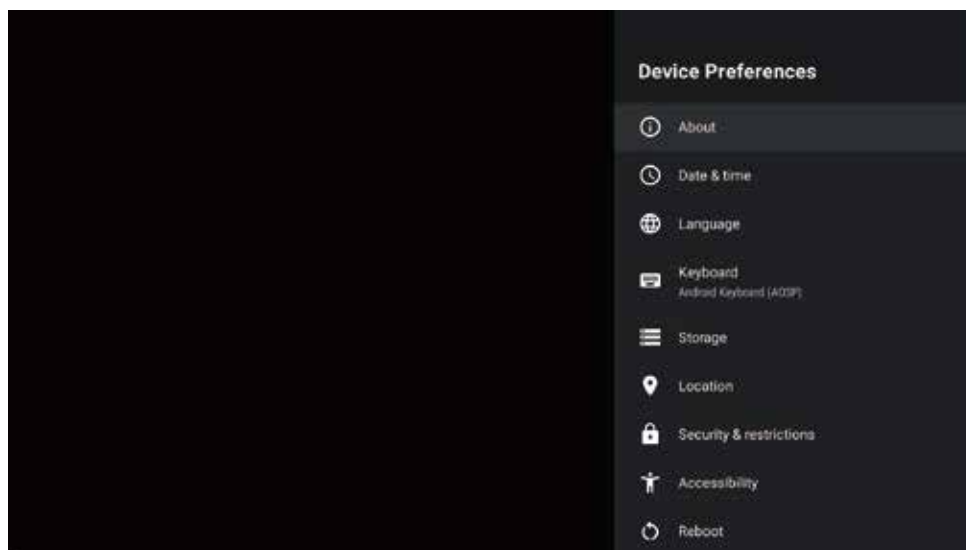 Device Preferences
About
Date & time
Language
Keyboard
Android Keyboard (AOSP)
Storage
Location
Security & restrictions
Accessibility
Reboot